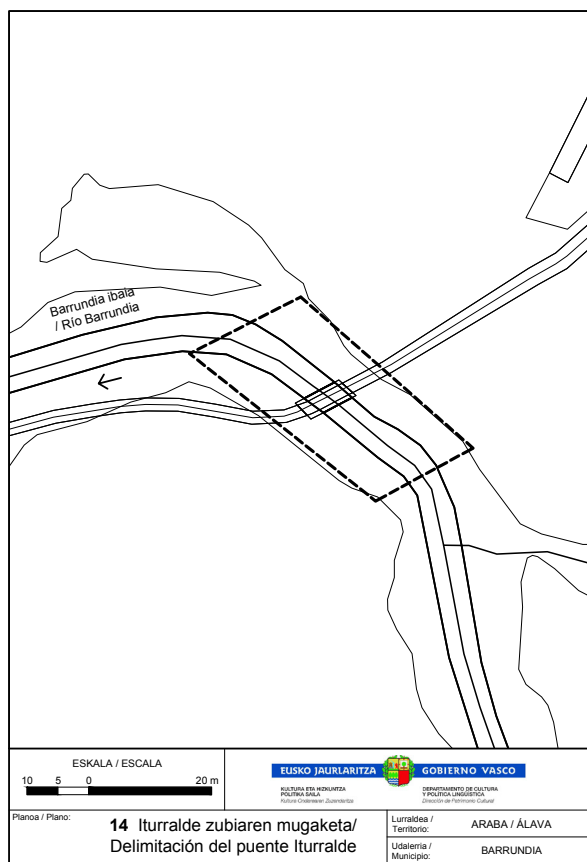 Barrundia ibaia
/ Río Barrundia
ESKALA / ESCALA
10 5 0 20 m
EUSKO JAURLARITZA GOBIERNO VASCO
KULTURA ETA HIZKUNTZA
POLITIKA SAILA
Kultura Ondarearen Zuzendaritza
DEPARTAMENTO DE CULTURA
Y POLÍTICA LINGÜÍSTICA
Dirección de Patrimonio Cultural
Planoa / Plano:
14 Iturralde zubiaren mugaketa/
Delimitación del puente Iturralde
Lurraldea /
Territorio:
ARABA / ÁLAVA
Udalerria /
Municipio:
BARRUNDIA